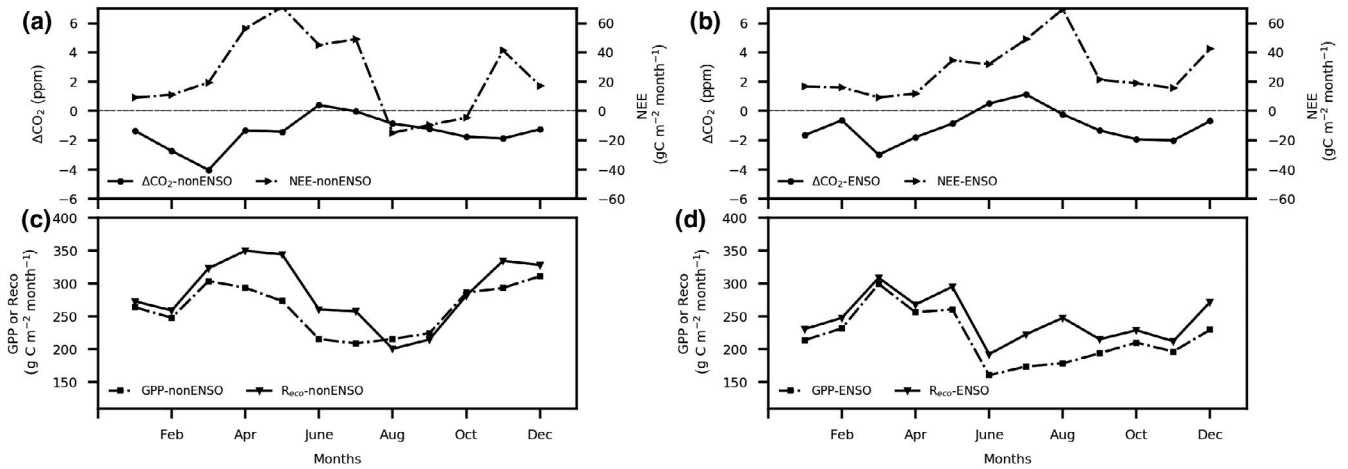 (a)
6
4
2
0
−2
−4
−6
ΔCO₂ (ppm)
60
40
20
0
−20
−40
−60
NEE
(gC m⁻² month⁻¹)
ΔCO₂-nonENSO
NEE-nonENSO
(b)
6
4
2
0
−2
−4
−6
ΔCO₂ (ppm)
60
40
20
0
−20
−40
−60
NEE
(gC m⁻² month⁻¹)
ΔCO₂-ENSO
NEE-ENSO
(c)
400
350
300
250
200
150
GPP or Reco
(g C m⁻² month⁻¹)
GPP-nonENSO
Rₑcₒ-nonENSO
Feb
Apr
June
Aug
Oct
Dec
Months
(d)
400
350
300
250
200
150
GPP or Reco
(g C m⁻² month⁻¹)
GPP-ENSO
Rₑcₒ-ENSO
Feb
Apr
June
Aug
Oct
Dec
Months